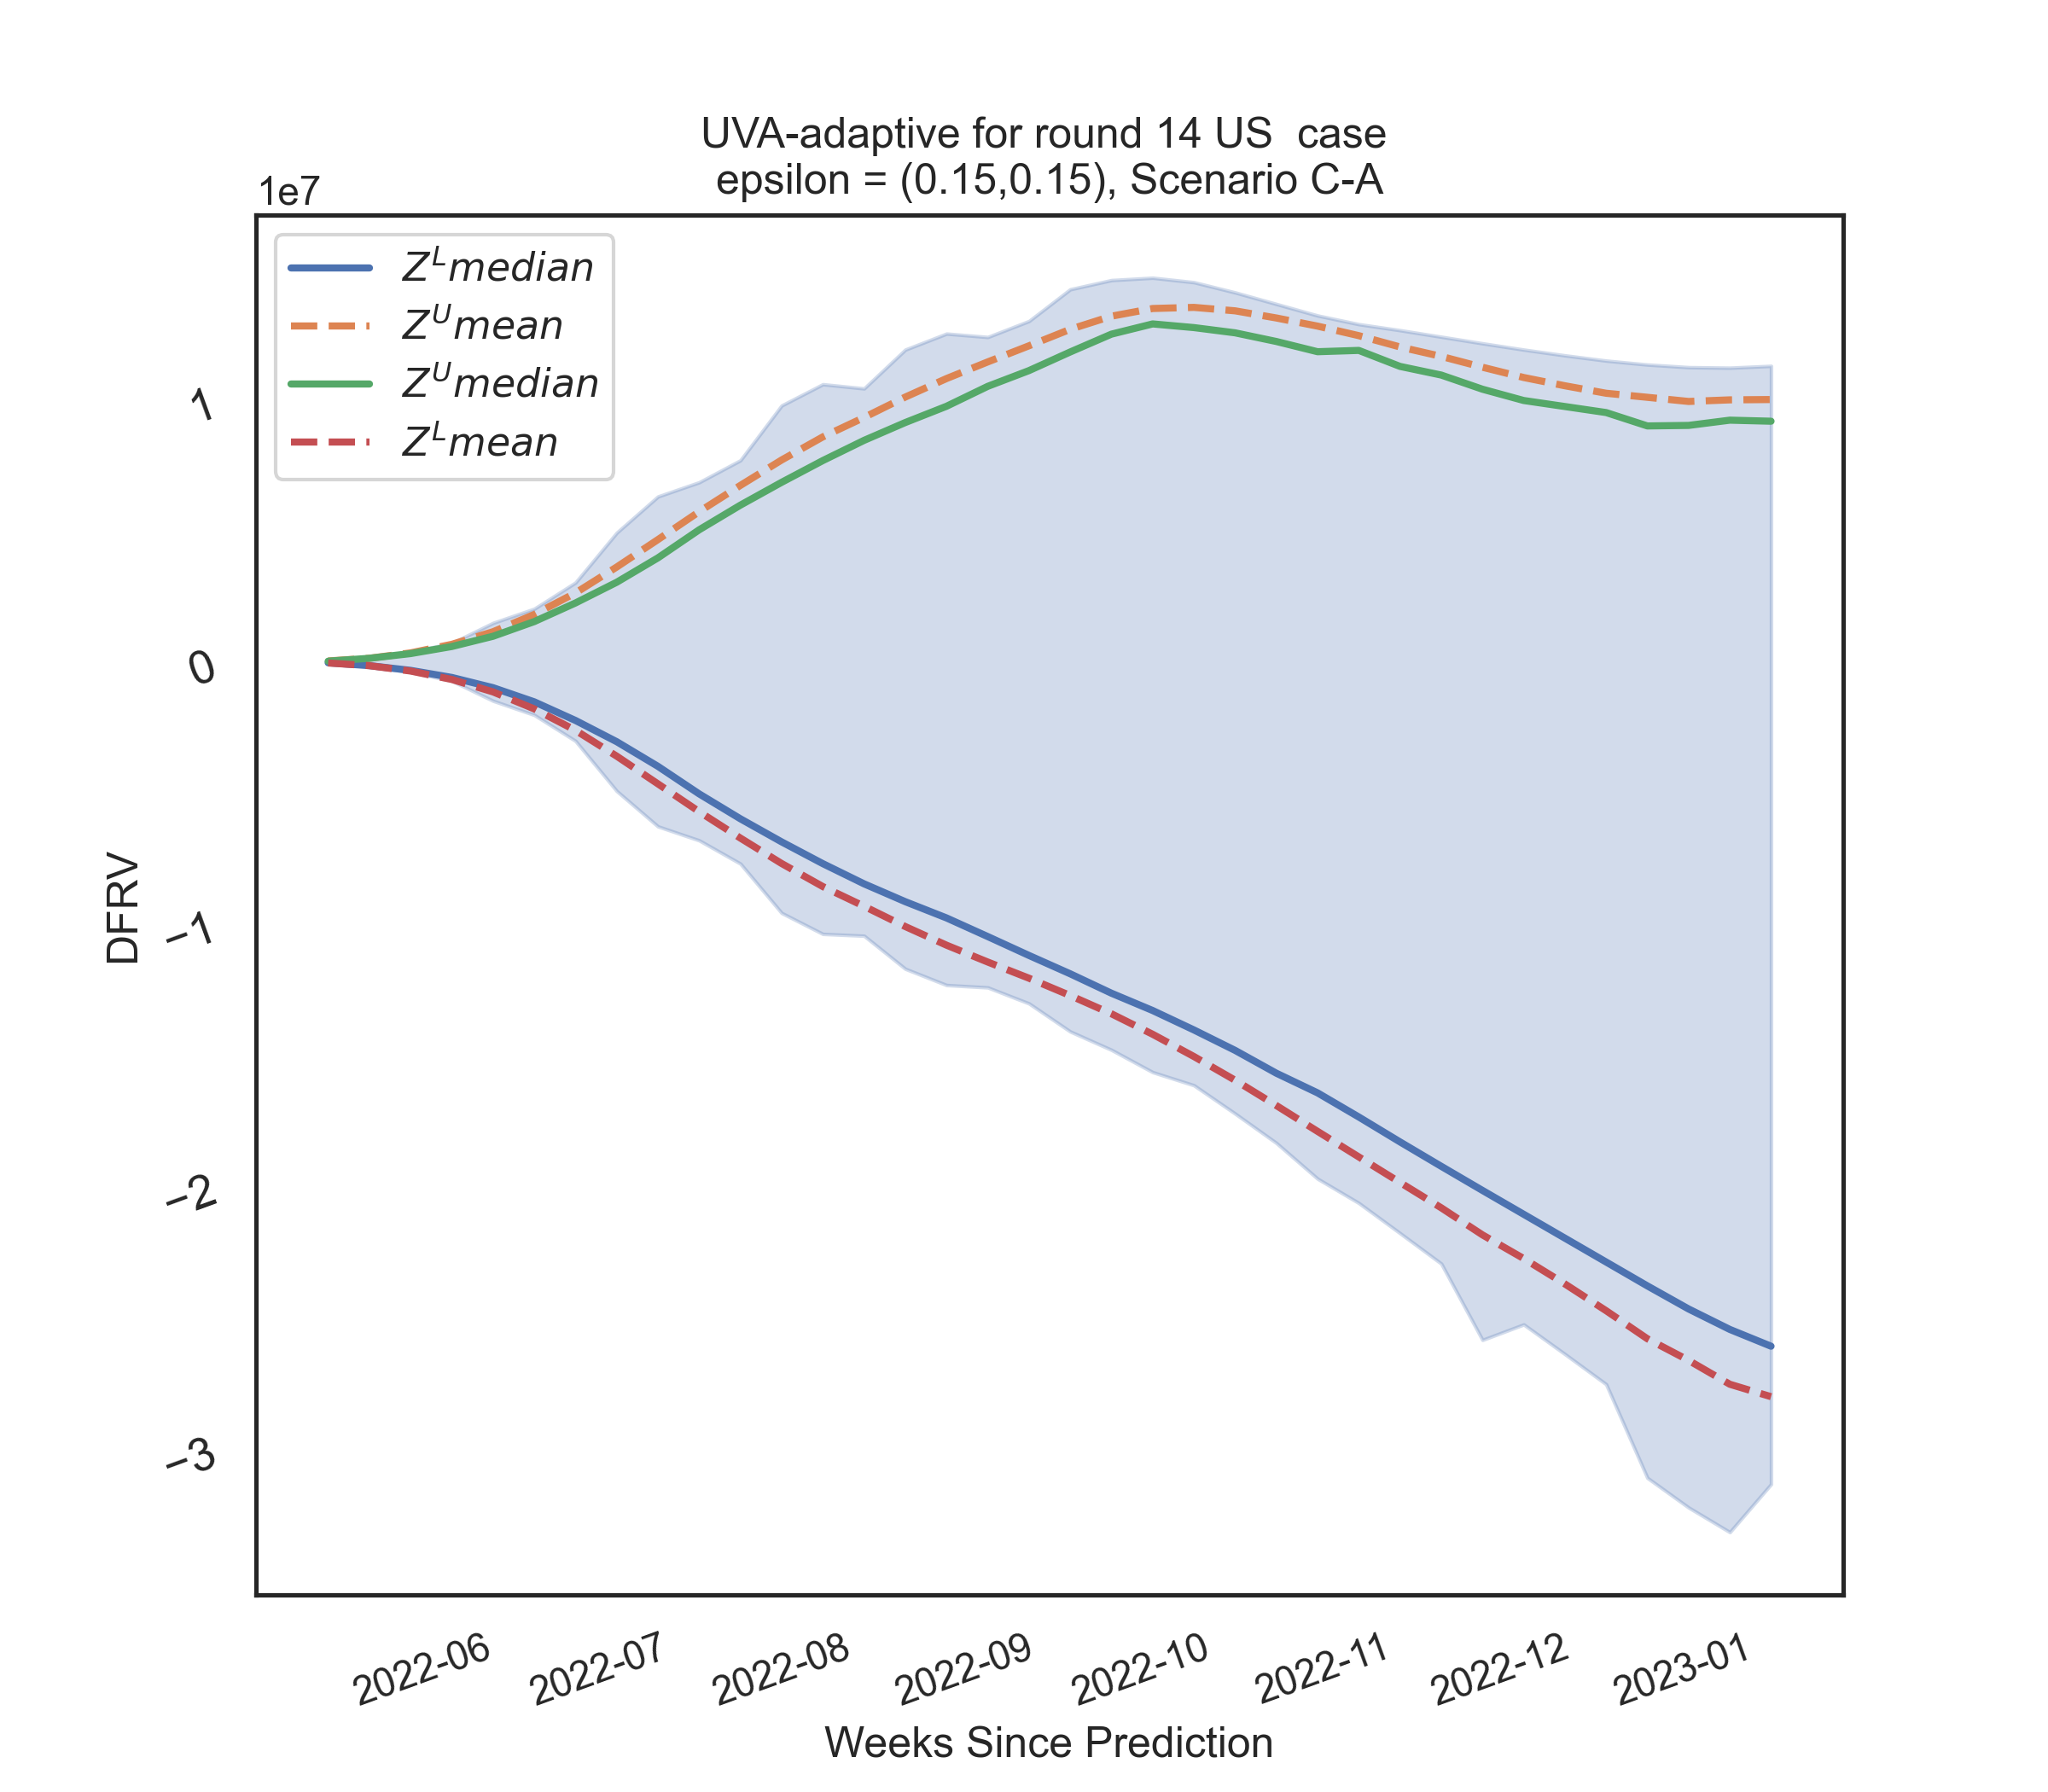 UVA-adaptive for round 14 US  case
epsilon = (0.15,0.15), Scenario C-A
1e7
Z^L median
Z^U mean
Z^U median
Z^L mean
1
0
−1
−2
−3
DFRV
2022-06
2022-07
2022-08
2022-09
2022-10
2022-11
2022-12
2023-01
Weeks Since Prediction